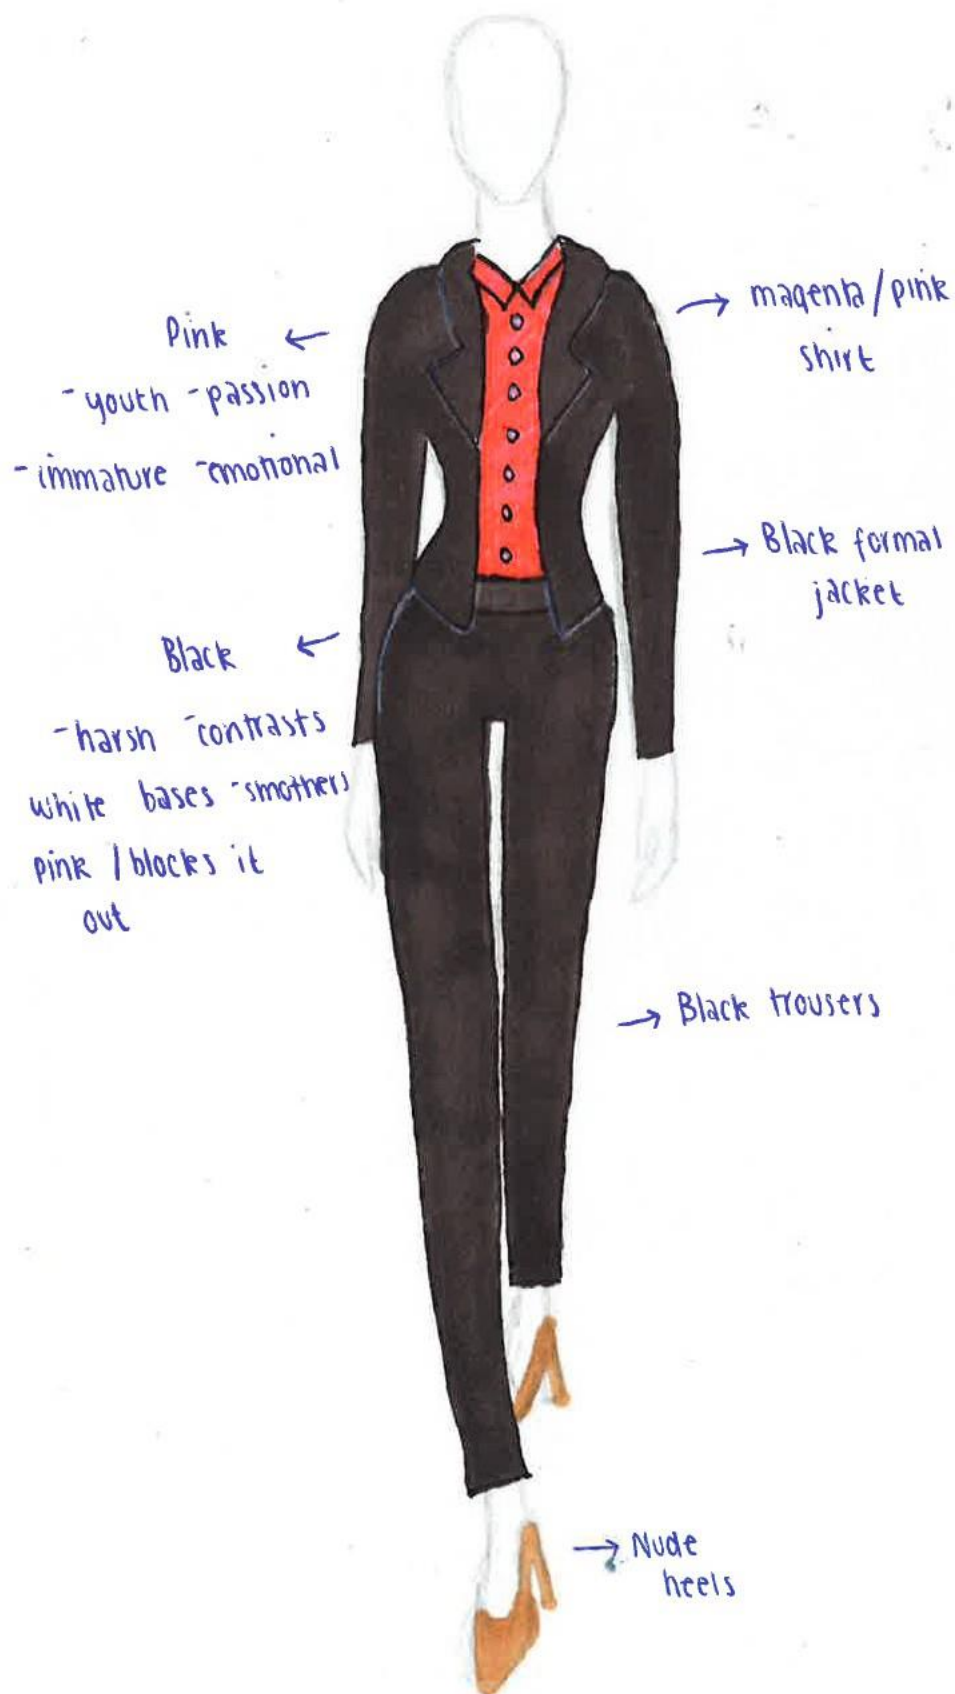 Pink
-youth -passion
-immature -emotional
magenta/pink
shirt
Black formal
jacket
Black
-harsh -contrasts
white bases -smothers
pink / blocks it
out
Black trousers
Nude
heels